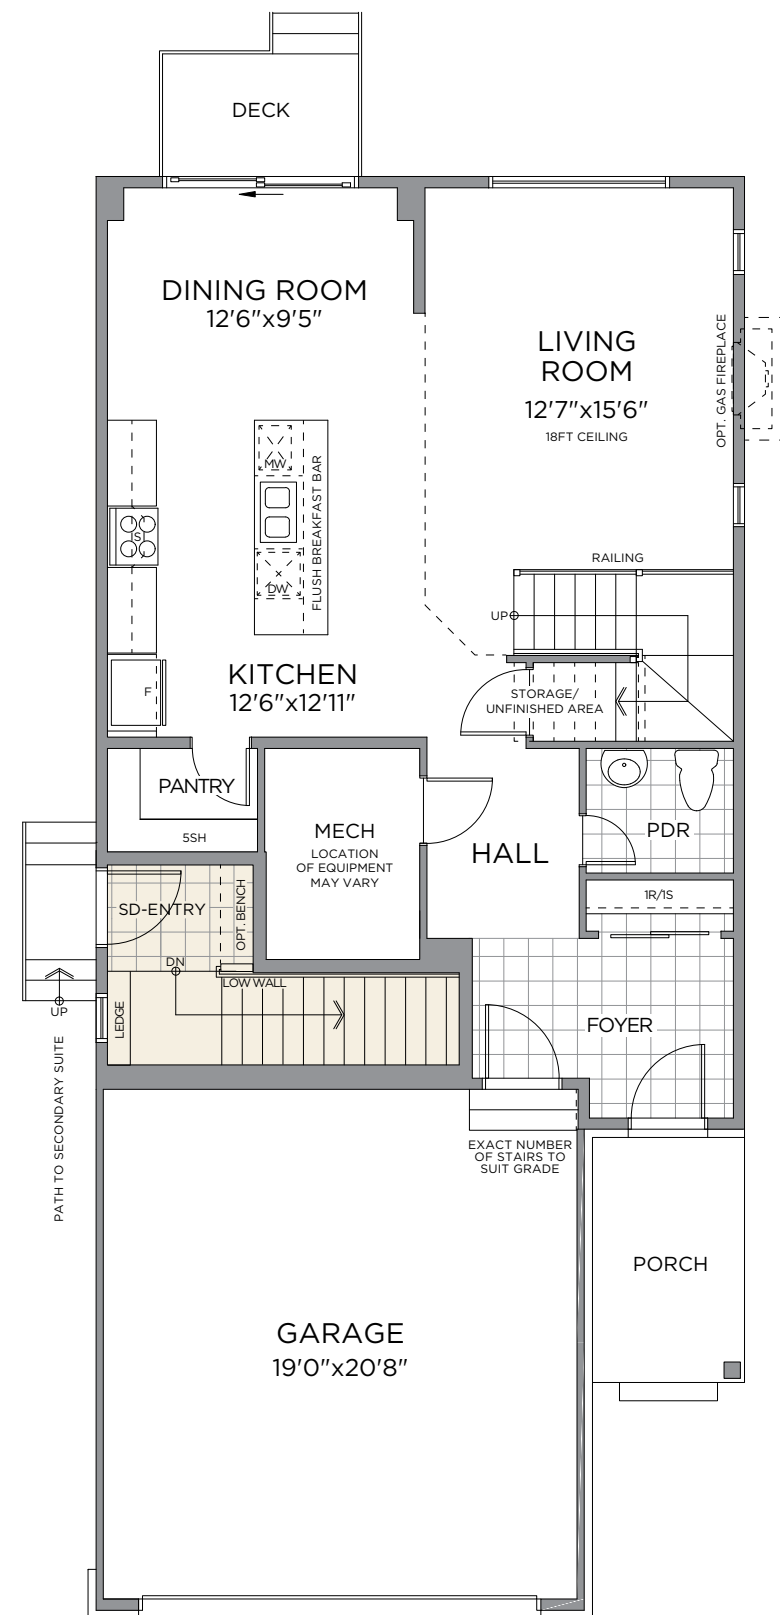 DECK
DINING ROOM
12'6"x9'5"
LIVING
ROOM
12'7"x15'6"
18FT CEILING
OPT. GAS FIREPLACE
MW
S
DW
FLUSH BREAKFAST BAR
RAILING
UP
F
KITCHEN
12'6"x12'11"
STORAGE/
UNFINISHED AREA
PANTRY
5SH
MECH
LOCATION
OF EQUIPMENT
MAY VARY
HALL
PDR
1R/1S
SD-ENTRY
OPT. BENCH
DN
LOW WALL
LEDGE
UP
PATH TO SECONDARY SUITE
FOYER
EXACT NUMBER
OF STAIRS TO
SUIT GRADE
PORCH
GARAGE
19'0"x20'8"